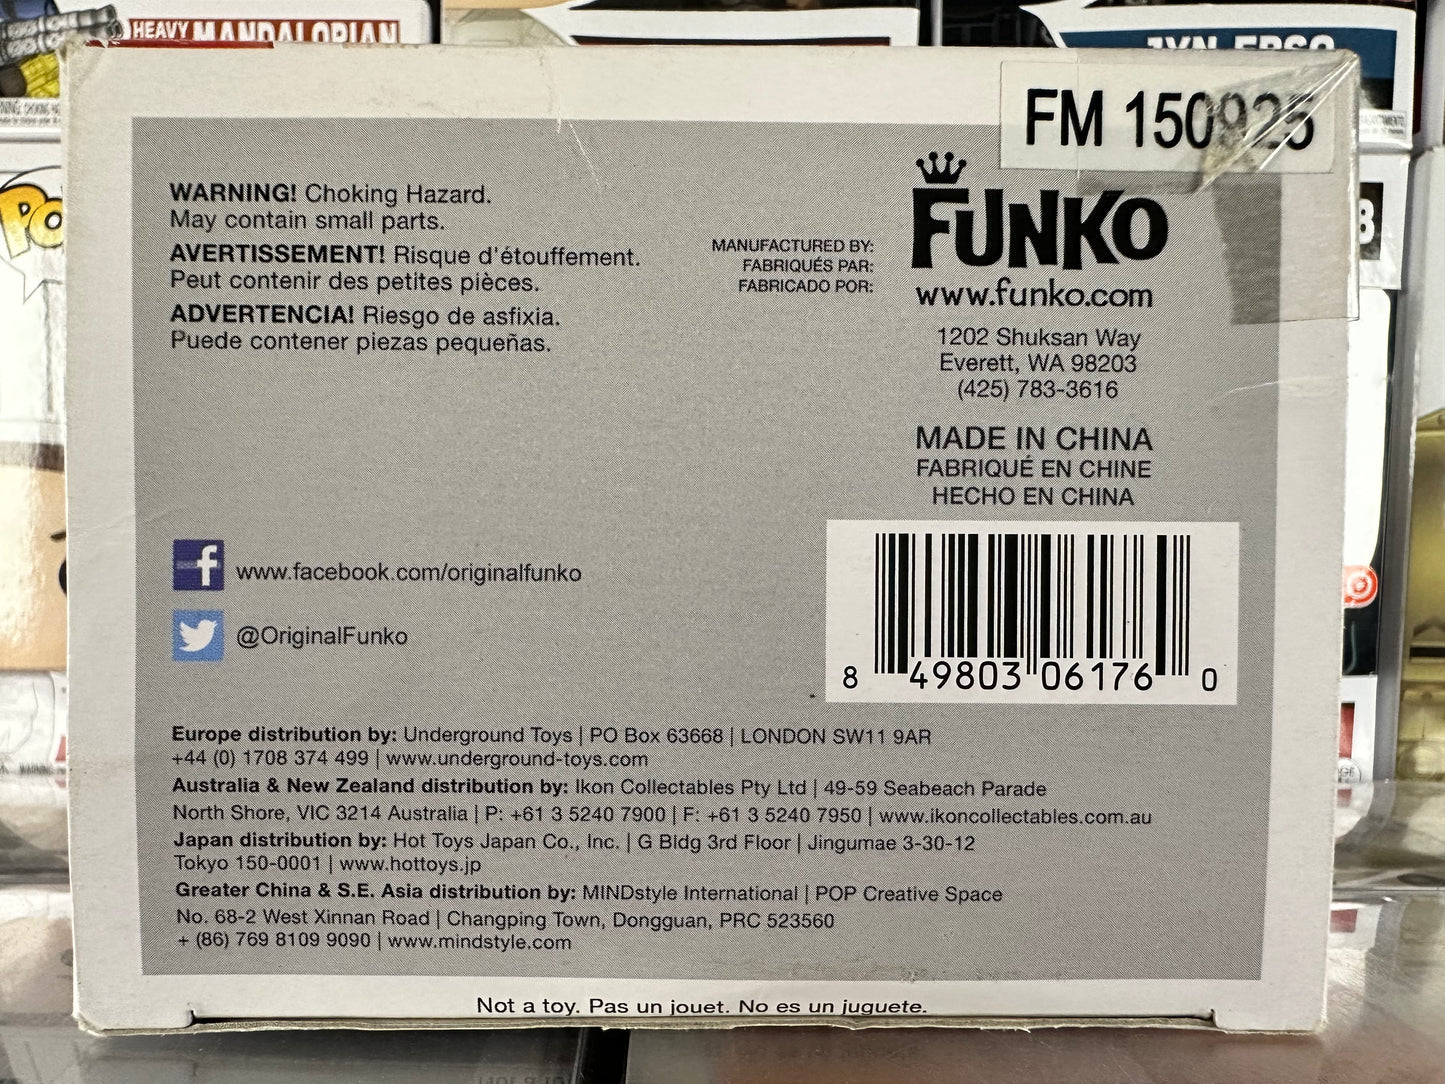 HEAVY MANDALORIAN
JYN ERSO
FM 150925
WARNING! Choking Hazard.
May contain small parts.
AVERTISSEMENT! Risque d'étouffement.
Peut contenir des petites pièces.
ADVERTENCIA! Riesgo de asfixia.
Puede contener piezas pequeñas.
MANUFACTURED BY:
FABRIQUÉS PAR:
FABRICADO POR:
FUNKO
www.funko.com
1202 Shuksan Way
Everett, WA 98203
(425) 783-3616
MADE IN CHINA
FABRIQUÉ EN CHINE
HECHO EN CHINA
www.facebook.com/originalfunko
@OriginalFunko
8 49803 06176 0
Europe distribution by: Underground Toys | PO Box 63668 | LONDON SW11 9AR
+44 (0) 1708 374 499 | www.underground-toys.com
Australia & New Zealand distribution by: Ikon Collectables Pty Ltd | 49-59 Seabeach Parade
North Shore, VIC 3214 Australia | P: +61 3 5240 7900 | F: +61 3 5240 7950 | www.ikoncollectables.com.au
Japan distribution by: Hot Toys Japan Co., Inc. | G Bldg 3rd Floor | Jingumae 3-30-12
Tokyo 150-0001 | www.hottoys.jp
Greater China & S.E. Asia distribution by: MINDstyle International | POP Creative Space
No. 68-2 West Xinnan Road | Changping Town, Dongguan, PRC 523560
+ (86) 769 8109 9090 | www.mindstyle.com
Not a toy. Pas un jouet. No es un juguete.